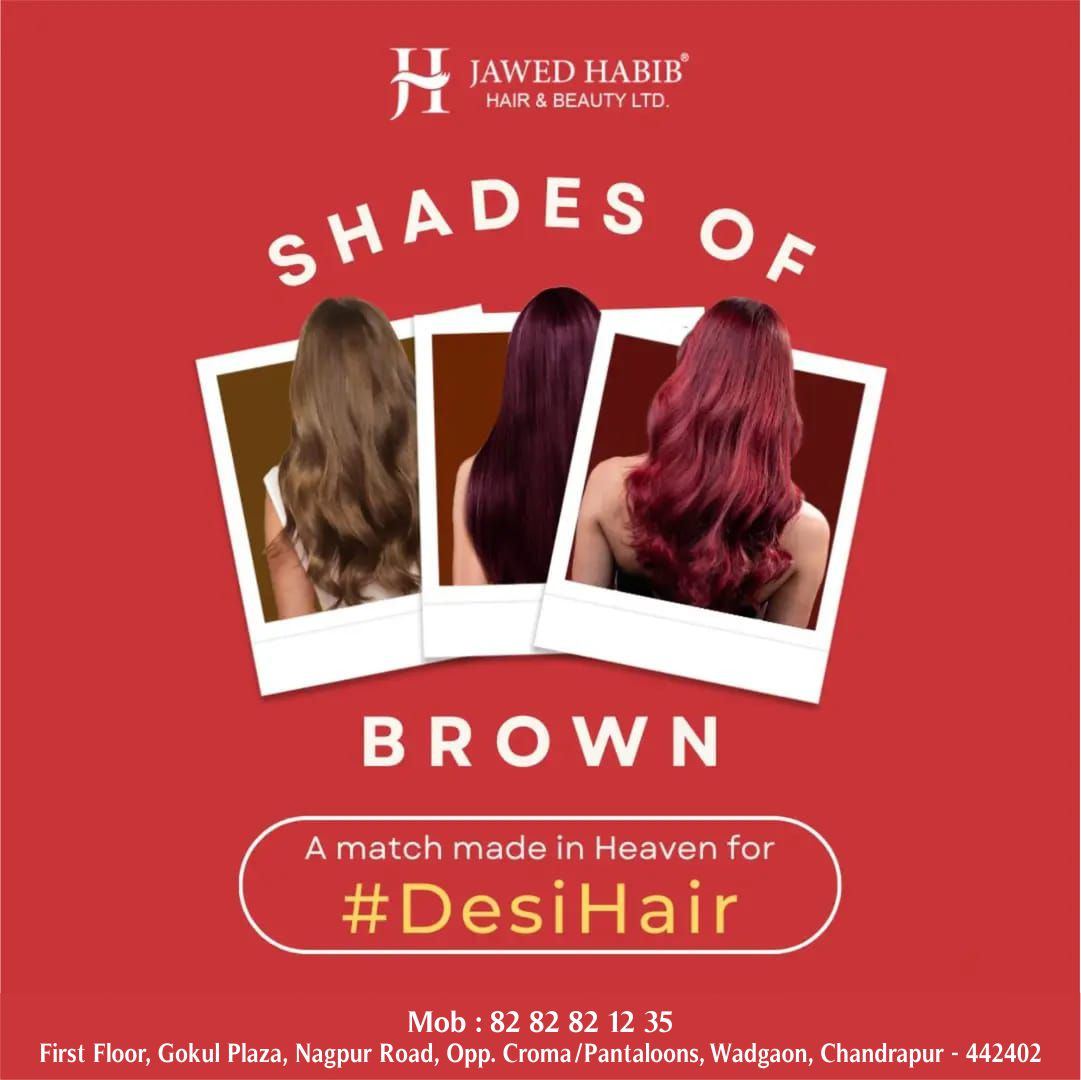 JAWED HABIB®
HAIR & BEAUTY LTD.
SHADES OF
BROWN
A match made in Heaven for
#DesiHair
Mob : 82 82 82 12 35
First Floor, Gokul Plaza, Nagpur Road, Opp. Croma/Pantaloons, Wadgaon, Chandrapur - 442402